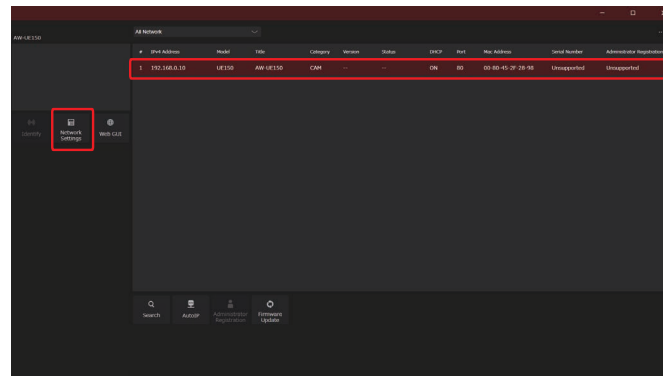 All Network
AW-UE150
# IPv4 Address Model Title Category Version Status DHCP Port Mac Address Serial Number Administrator Registration
1 192.168.0.10 UE150 AW-UE150 CAM -- -- ON 80 00-80-45-2F-28-98 Unsupported Unsupported
Identify
Network
Settings
Web GUI
Search
AutoIP
Administrator
Registration
Firmware
Update